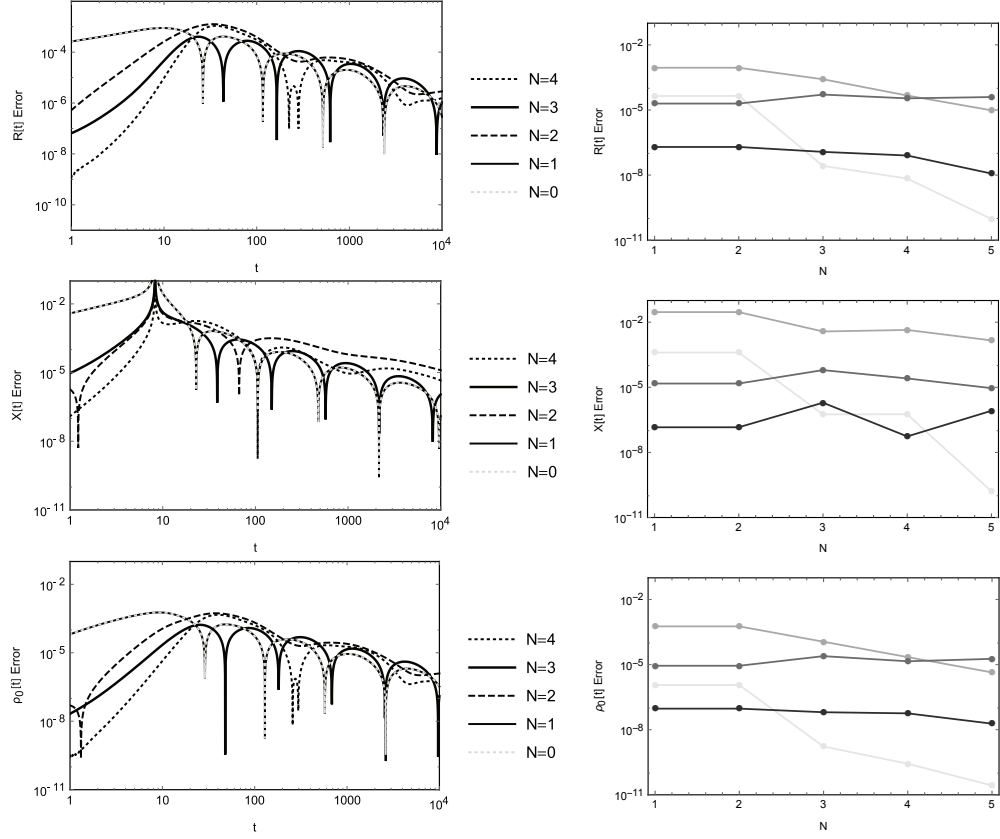 R[t] Error
10^-4
10^-6
10^-8
10^-10
1
10
100
1000
10^4
t
N=4
N=3
N=2
N=1
N=0
R[t] Error
10^-2
10^-5
10^-8
10^-11
1
2
3
4
5
N
X[t] Error
10^-2
10^-5
10^-8
10^-11
1
10
100
1000
10^4
t
N=4
N=3
N=2
N=1
N=0
X[t] Error
10^-2
10^-5
10^-8
10^-11
1
2
3
4
5
N
ρ0[t] Error
10^-2
10^-5
10^-8
10^-11
1
10
100
1000
10^4
t
N=4
N=3
N=2
N=1
N=0
ρ0[t] Error
10^-2
10^-5
10^-8
10^-11
1
2
3
4
5
N